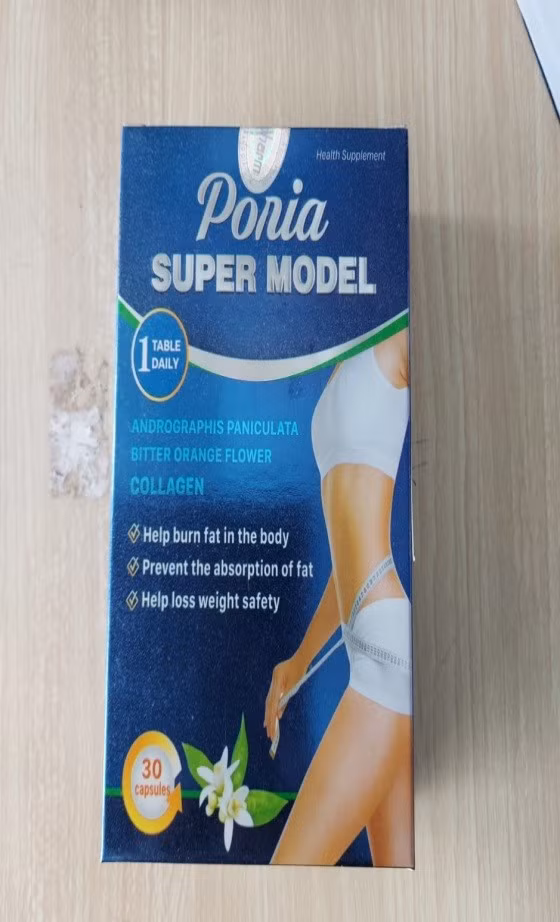 Health Supplement
Ponia
SUPER MODEL
1 TABLE
DAILY
ANDROGRAPHIS PANICULATA
BITTER ORANGE FLOWER
COLLAGEN
Help burn fat in the body
Prevent the absorption of fat
Help loss weight safety
30
capsules